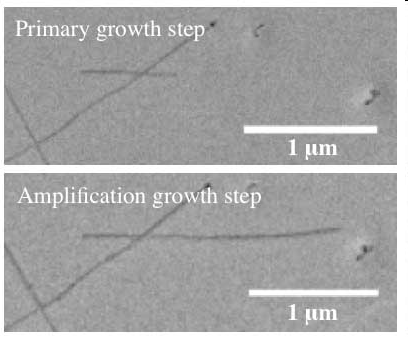 Primary growth step
1 μm
Amplification growth step
1 μm